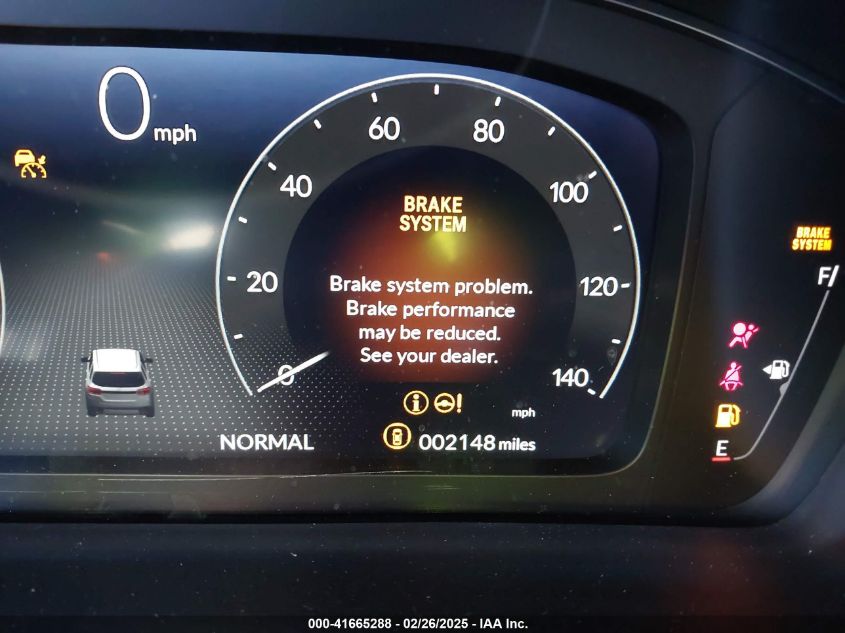 0 mph
60
80
40
100
BRAKE
SYSTEM
BRAKE
SYSTEM
F/
20
Brake system problem.
Brake performance
may be reduced.
See your dealer.
120
0
140
mph
NORMAL
002148 miles
E
000-41665288 - 02/26/2025 - IAA Inc.